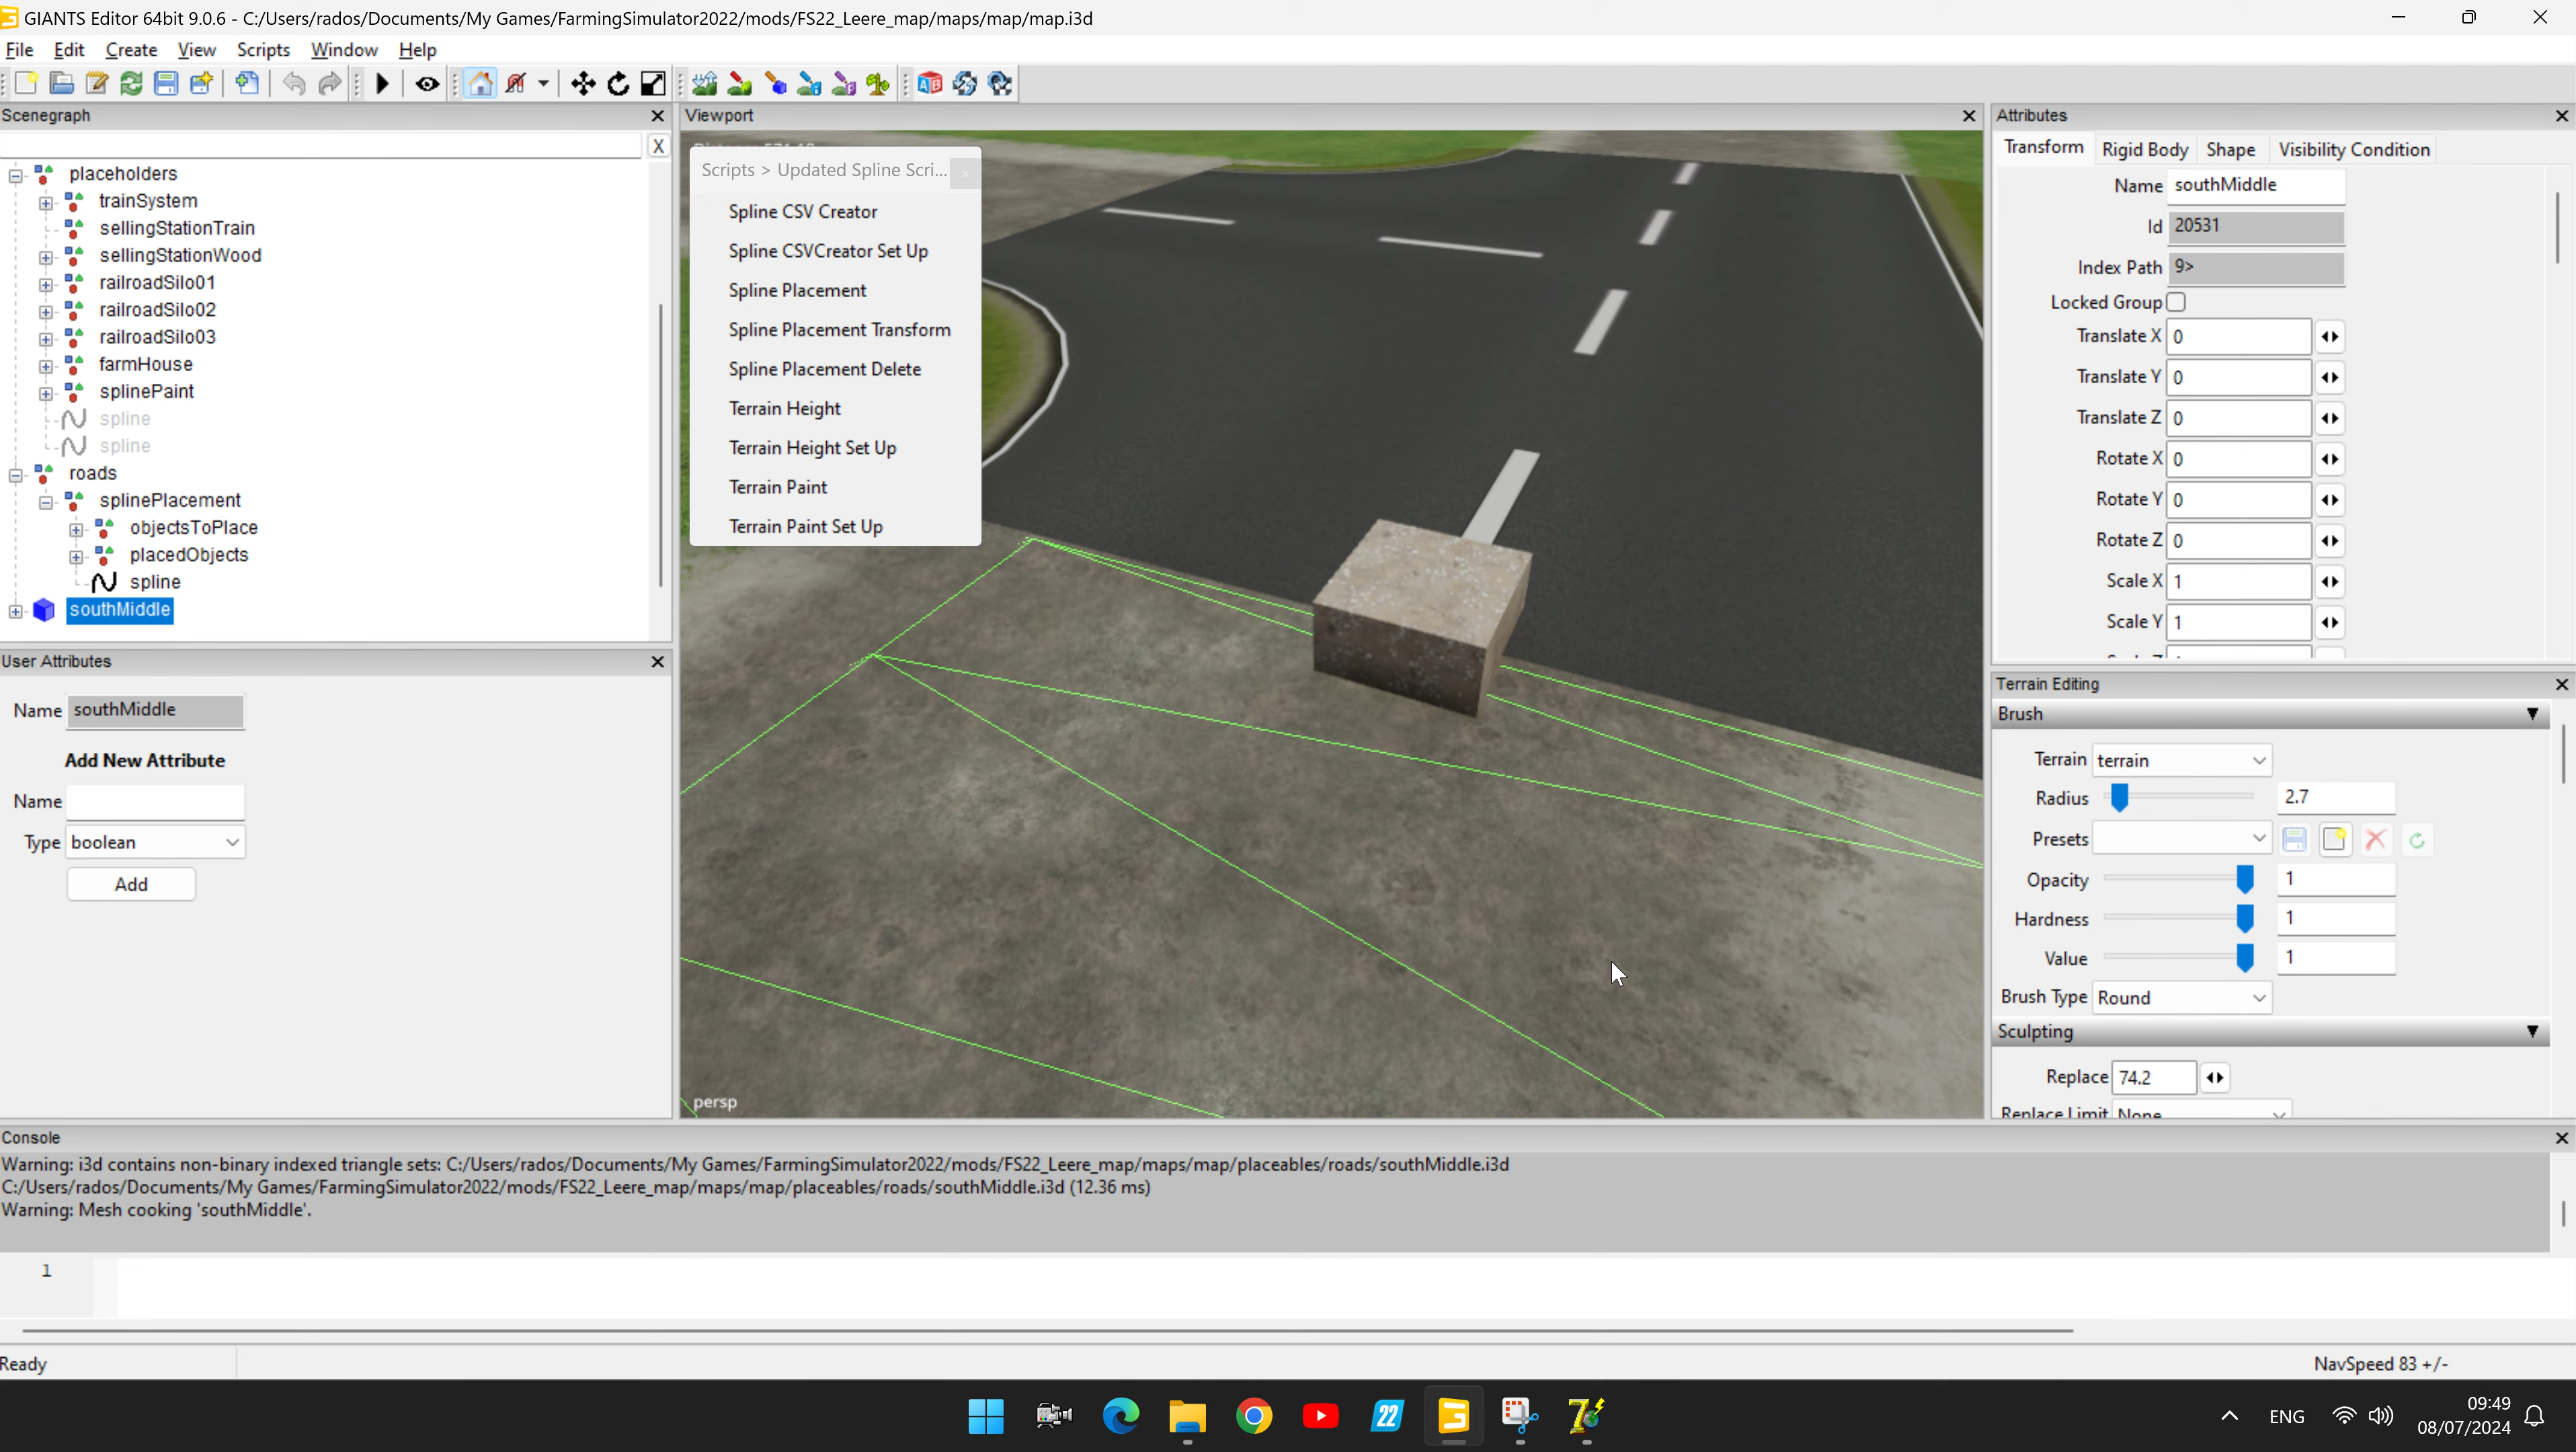 GIANTS Editor 64bit 9.0.6 - C:/Users/rados/Documents/My Games/FarmingSimulator2022/mods/FS22_Leere_map/maps/map/map.i3d
File Edit Create View Scripts Window Help
Scenegraph
X
placeholders
trainSystem
sellingStationTrain
sellingStationWood
railroadSilo01
railroadSilo02
railroadSilo03
farmHouse
splinePaint
spline
spline
roads
splinePlacement
objectsToPlace
placedObjects
spline
southMiddle
User Attributes
Name southMiddle
Add New Attribute
Name
Type boolean
Add
Viewport
Scripts > Updated Spline Scri...
Spline CSV Creator
Spline CSVCreator Set Up
Spline Placement
Spline Placement Transform
Spline Placement Delete
Terrain Height
Terrain Height Set Up
Terrain Paint
Terrain Paint Set Up
persp
Attributes
Transform Rigid Body Shape Visibility Condition
Name southMiddle
Id 20531
Index Path 9>
Locked Group
Translate X 0
Translate Y 0
Translate Z 0
Rotate X 0
Rotate Y 0
Rotate Z 0
Scale X 1
Scale Y 1
Terrain Editing
Brush
Terrain terrain
Radius 2.7
Presets
Opacity 1
Hardness 1
Value 1
Brush Type Round
Sculpting
Replace 74.2
Replace Limit None
Console
Warning: i3d contains non-binary indexed triangle sets: C:/Users/rados/Documents/My Games/FarmingSimulator2022/mods/FS22_Leere_map/maps/map/placeables/roads/southMiddle.i3d
C:/Users/rados/Documents/My Games/FarmingSimulator2022/mods/FS22_Leere_map/maps/map/placeables/roads/southMiddle.i3d (12.36 ms)
Warning: Mesh cooking 'southMiddle'.
1
Ready
NavSpeed 83 +/-
22
ENG
09:49
08/07/2024